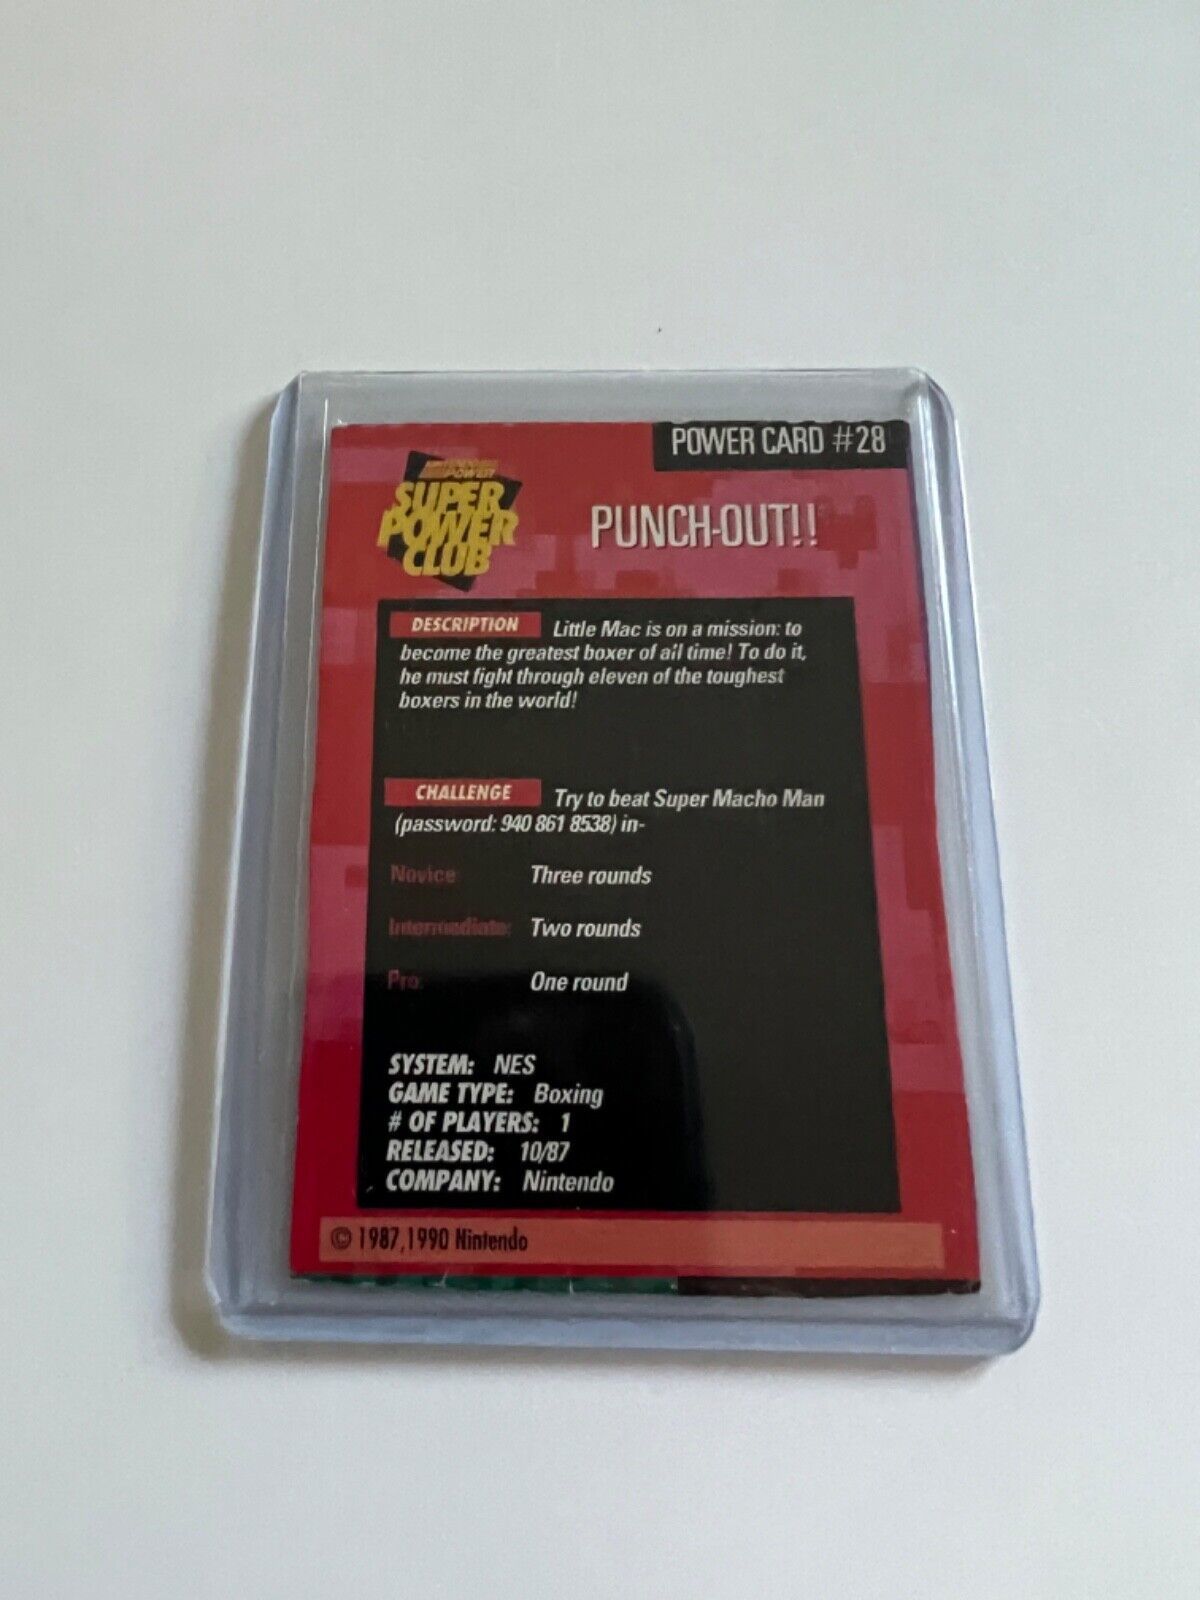 POWER CARD #28
NINTENDO
POWER
SUPER
POWER
CLUB
PUNCH-OUT!!
DESCRIPTION Little Mac is on a mission: to
become the greatest boxer of all time! To do it,
he must fight through eleven of the toughest
boxers in the world!
CHALLENGE Try to beat Super Macho Man
(password: 940 861 8538) in-
Novice: Three rounds
Intermediate: Two rounds
Pro: One round
SYSTEM: NES
GAME TYPE: Boxing
# OF PLAYERS: 1
RELEASED: 10/87
COMPANY: Nintendo
© 1987,1990 Nintendo